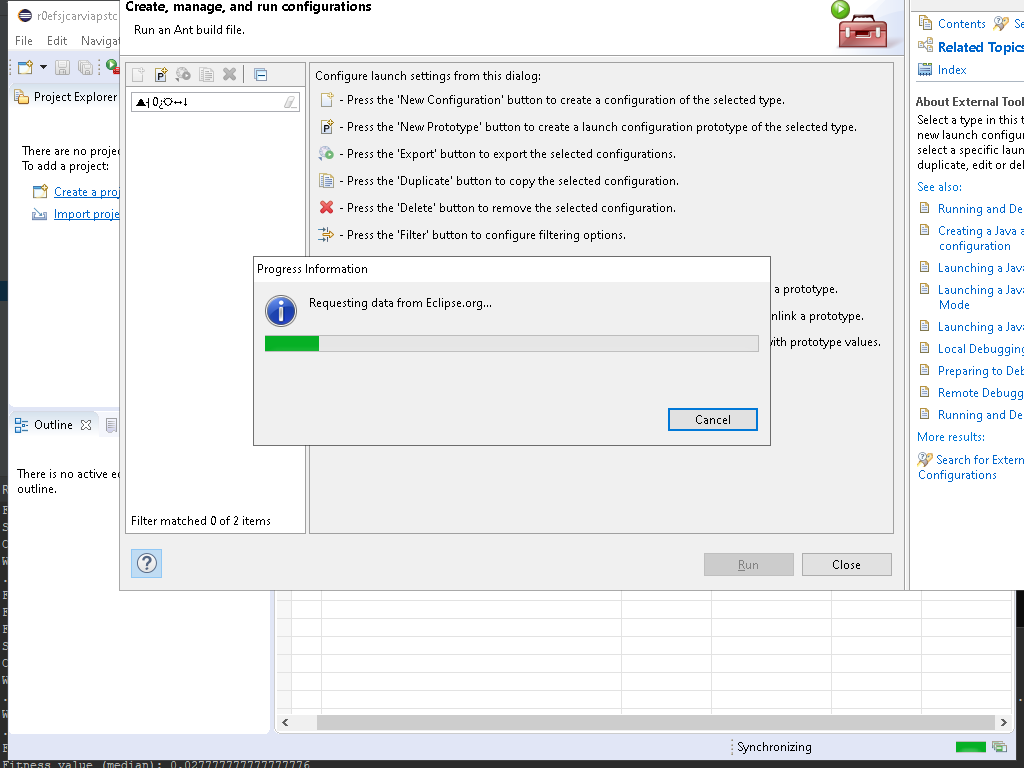 Create, manage, and run configurations
Run an Ant build file.
r0efsjcarviapstc
File Edit Navigat
Project Explorer
There are no projec
To add a project:
Create a proj
Import proje
Outline
There is no active ed
outline.
Filter matched 0 of 2 items
Configure launch settings from this dialog:
- Press the 'New Configuration' button to create a configuration of the selected type.
- Press the 'New Prototype' button to create a launch configuration prototype of the selected type.
- Press the 'Export' button to export the selected configurations.
- Press the 'Duplicate' button to copy the selected configuration.
- Press the 'Delete' button to remove the selected configuration.
- Press the 'Filter' button to configure filtering options.
a prototype.
nlink a prototype.
with prototype values.
Progress Information
Requesting data from Eclipse.org...
Cancel
Run
Close
Contents Se
Related Topics
Index
About External Tool
Select a type in this t
new launch configur
select a specific laun
duplicate, edit or del
See also:
Running and De
Creating a Java a
configuration
Launching a Java
Launching a Java
Mode
Launching a Java
Local Debugging
Preparing to Deb
Remote Debugg
Running and De
More results:
Search for Extern
Configurations
Synchronizing
Fitness value (median): 0.027777777777777776